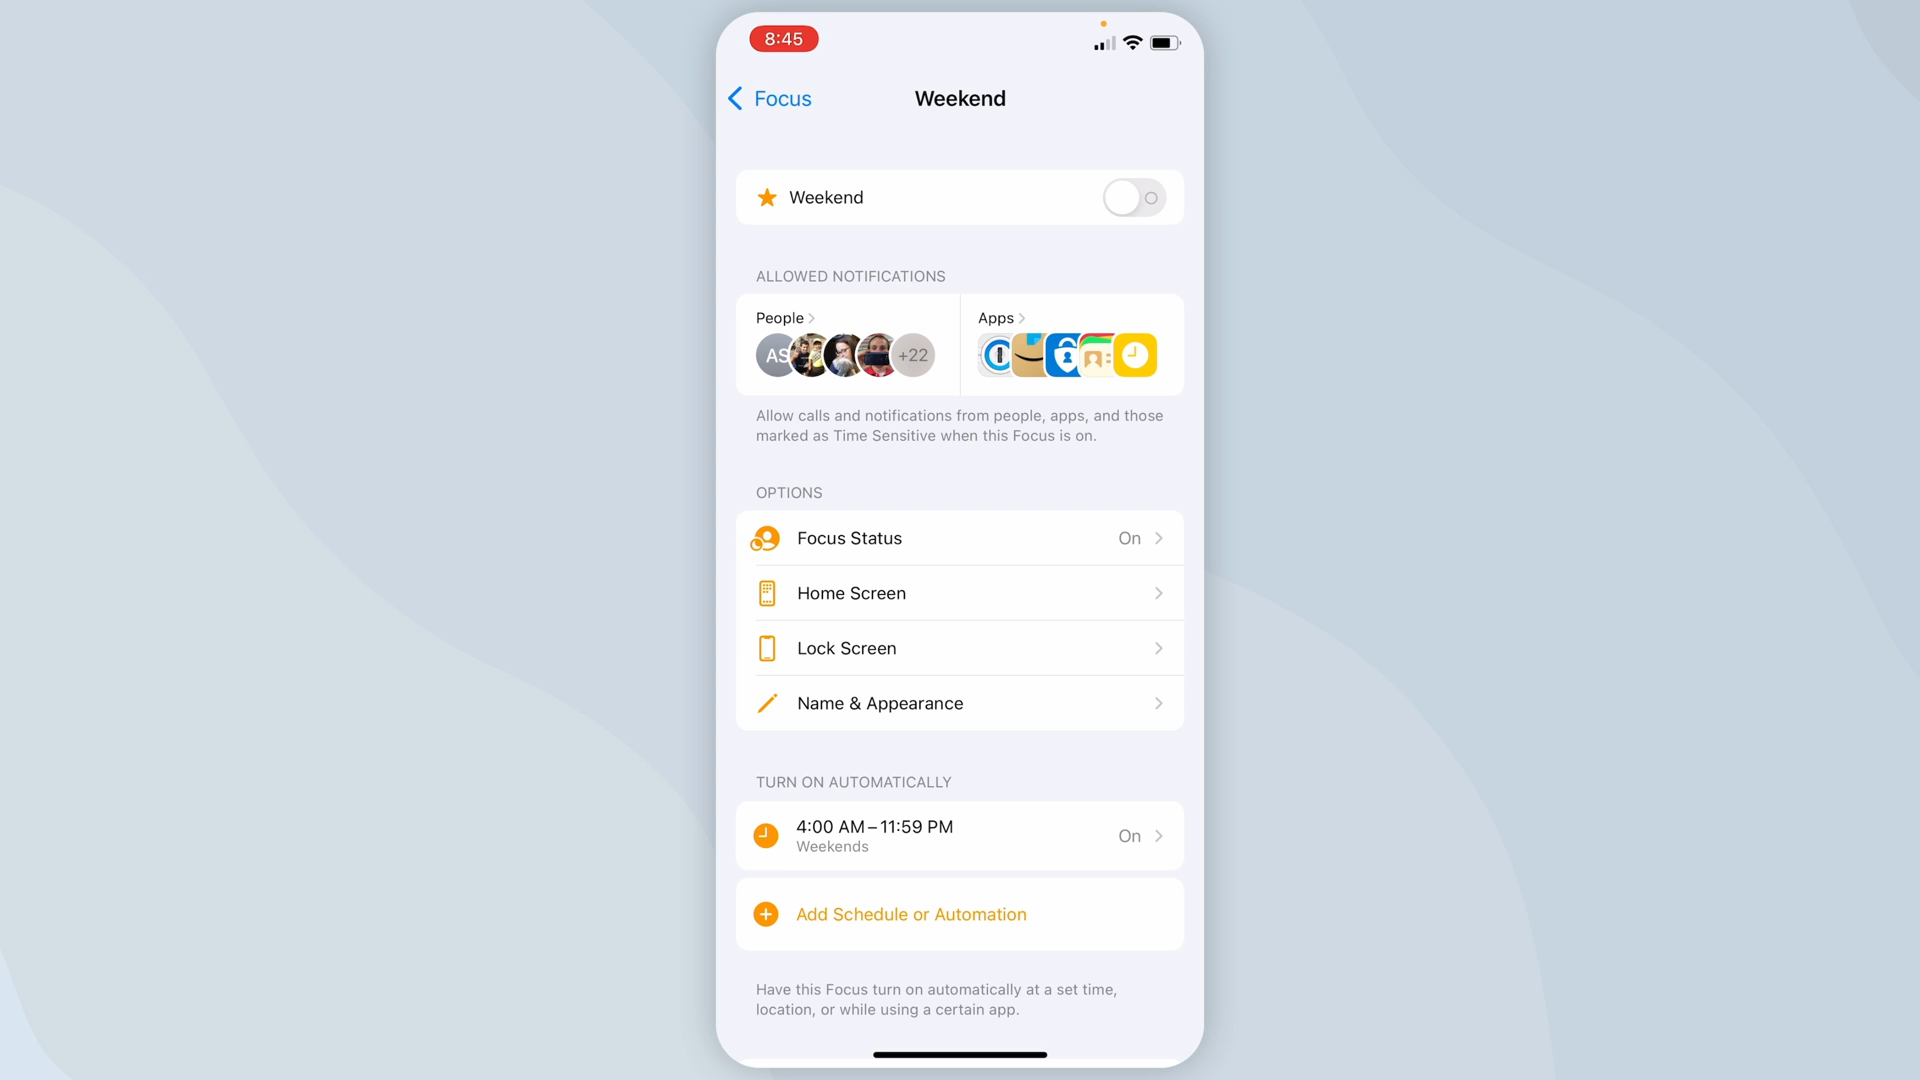 8:45
Focus
Weekend
Weekend
ALLOWED NOTIFICATIONS
People
Apps
AS
+22
Allow calls and notifications from people, apps, and those
marked as Time Sensitive when this Focus is on.
OPTIONS
Focus Status On
Home Screen
Lock Screen
Name & Appearance
TURN ON AUTOMATICALLY
4:00 AM – 11:59 PM
Weekends
On
Add Schedule or Automation
Have this Focus turn on automatically at a set time,
location, or while using a certain app.